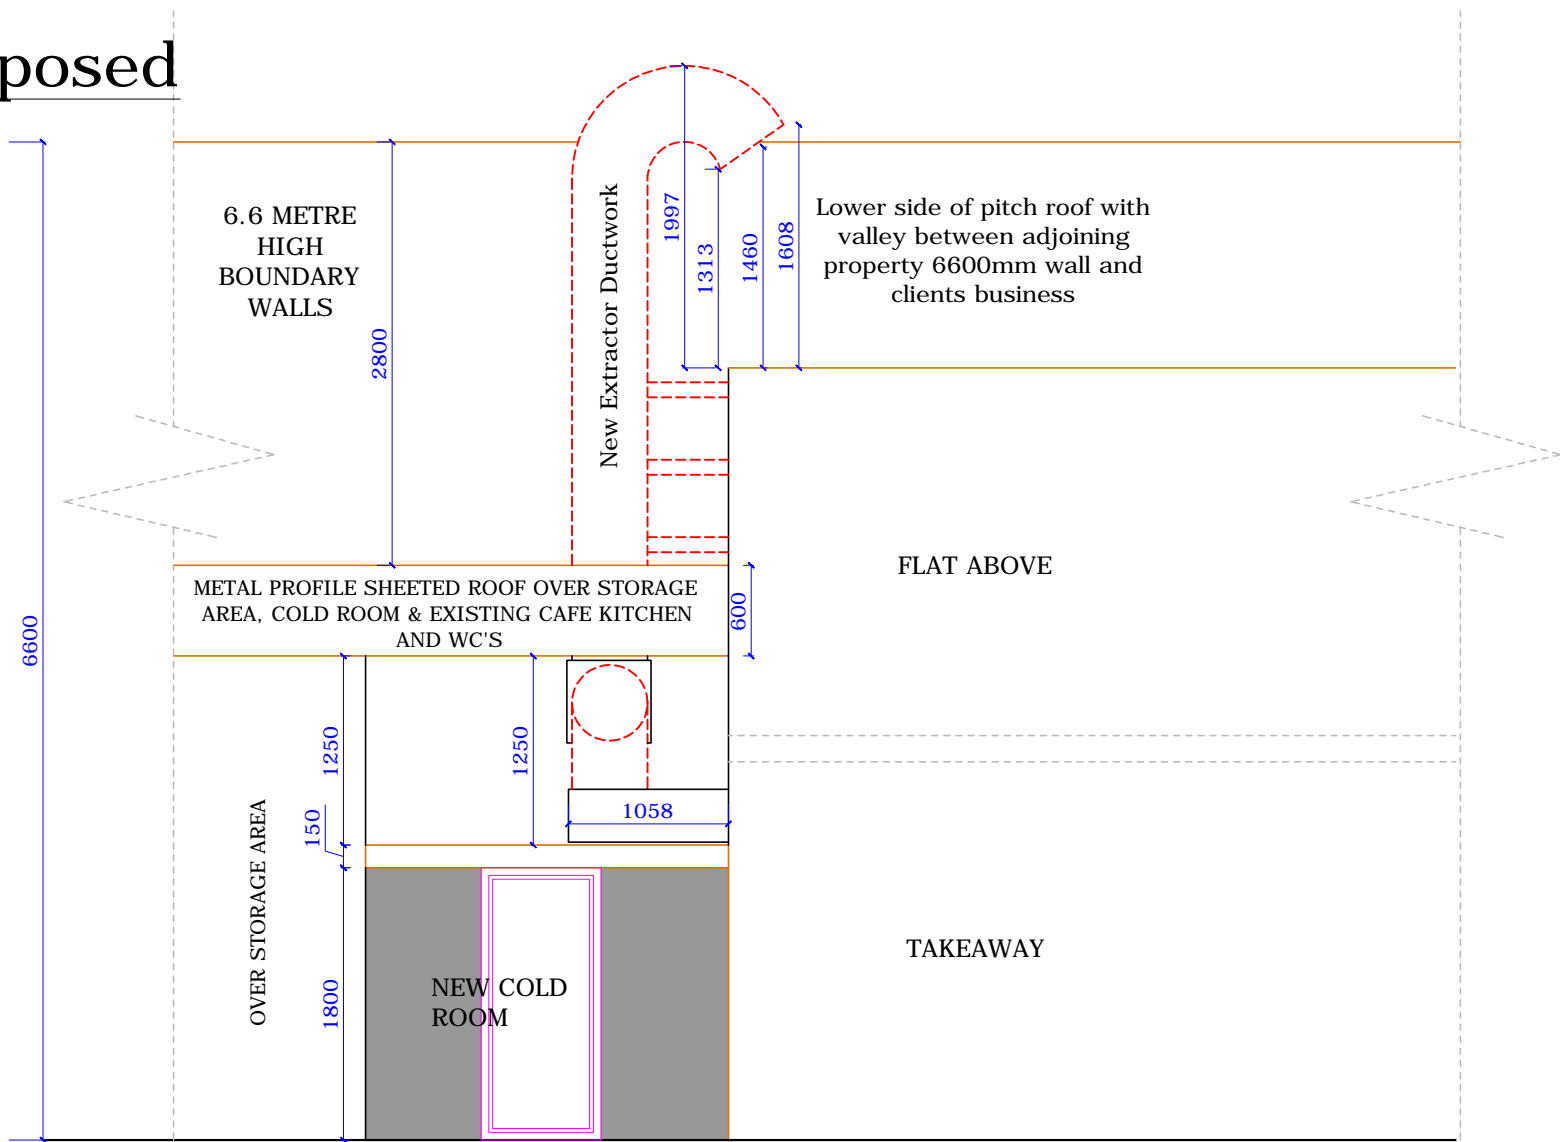 posed
6.6 METRE
HIGH
BOUNDARY
WALLS
2800
6600
New Extractor Ductwork
1997
1313
1460
1608
Lower side of pitch roof with
valley between adjoining
property 6600mm wall and
clients business
METAL PROFILE SHEETED ROOF OVER STORAGE
AREA, COLD ROOM & EXISTING CAFE KITCHEN
AND WC'S
600
FLAT ABOVE
1250
1250
150
1058
OVER STORAGE AREA
1800
NEW COLD
ROOM
TAKEAWAY